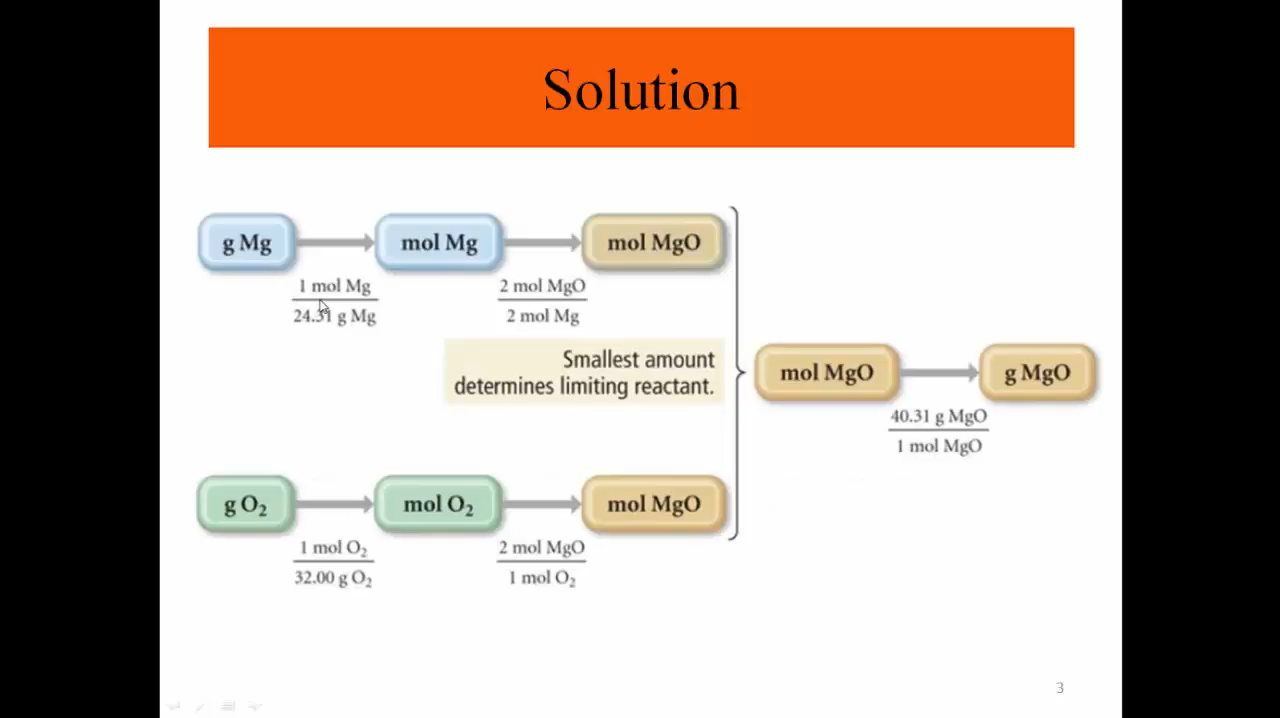 Solution
g Mg
mol Mg
mol MgO
1 mol Mg
24.31 g Mg
2 mol MgO
2 mol Mg
Smallest amount
determines limiting reactant.
mol MgO
g MgO
40.31 g MgO
1 mol MgO
g O₂
mol O₂
mol MgO
1 mol O₂
32.00 g O₂
2 mol MgO
1 mol O₂
3